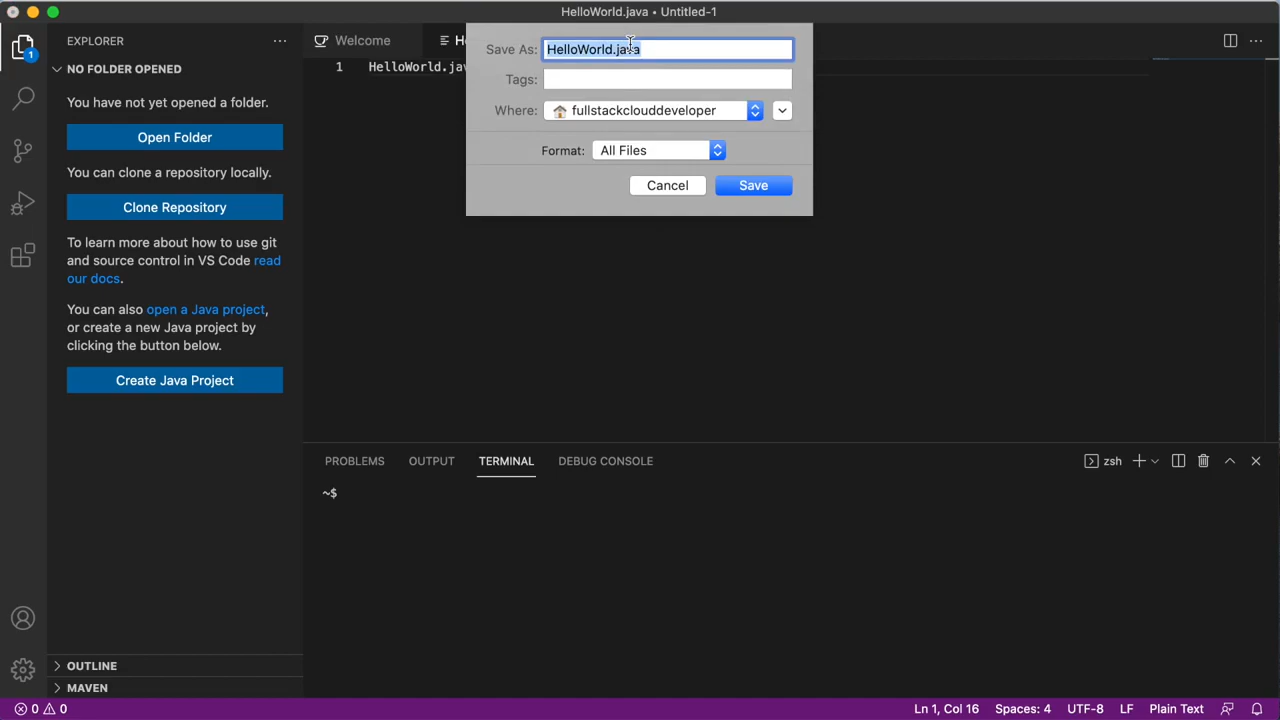 HelloWorld.java • Untitled-1
EXPLORER
Welcome
Save As: HelloWorld.java
Tags:
Where: fullstackclouddeveloper
Format: All Files
Cancel
Save
1
NO FOLDER OPENED
1 HelloWorld.jav
You have not yet opened a folder.
Open Folder
You can clone a repository locally.
Clone Repository
To learn more about how to use git
and source control in VS Code read
our docs.
You can also open a Java project,
or create a new Java project by
clicking the button below.
Create Java Project
PROBLEMS OUTPUT TERMINAL DEBUG CONSOLE
zsh
~$
OUTLINE
MAVEN
0 0
Ln 1, Col 16 Spaces: 4 UTF-8 LF Plain Text